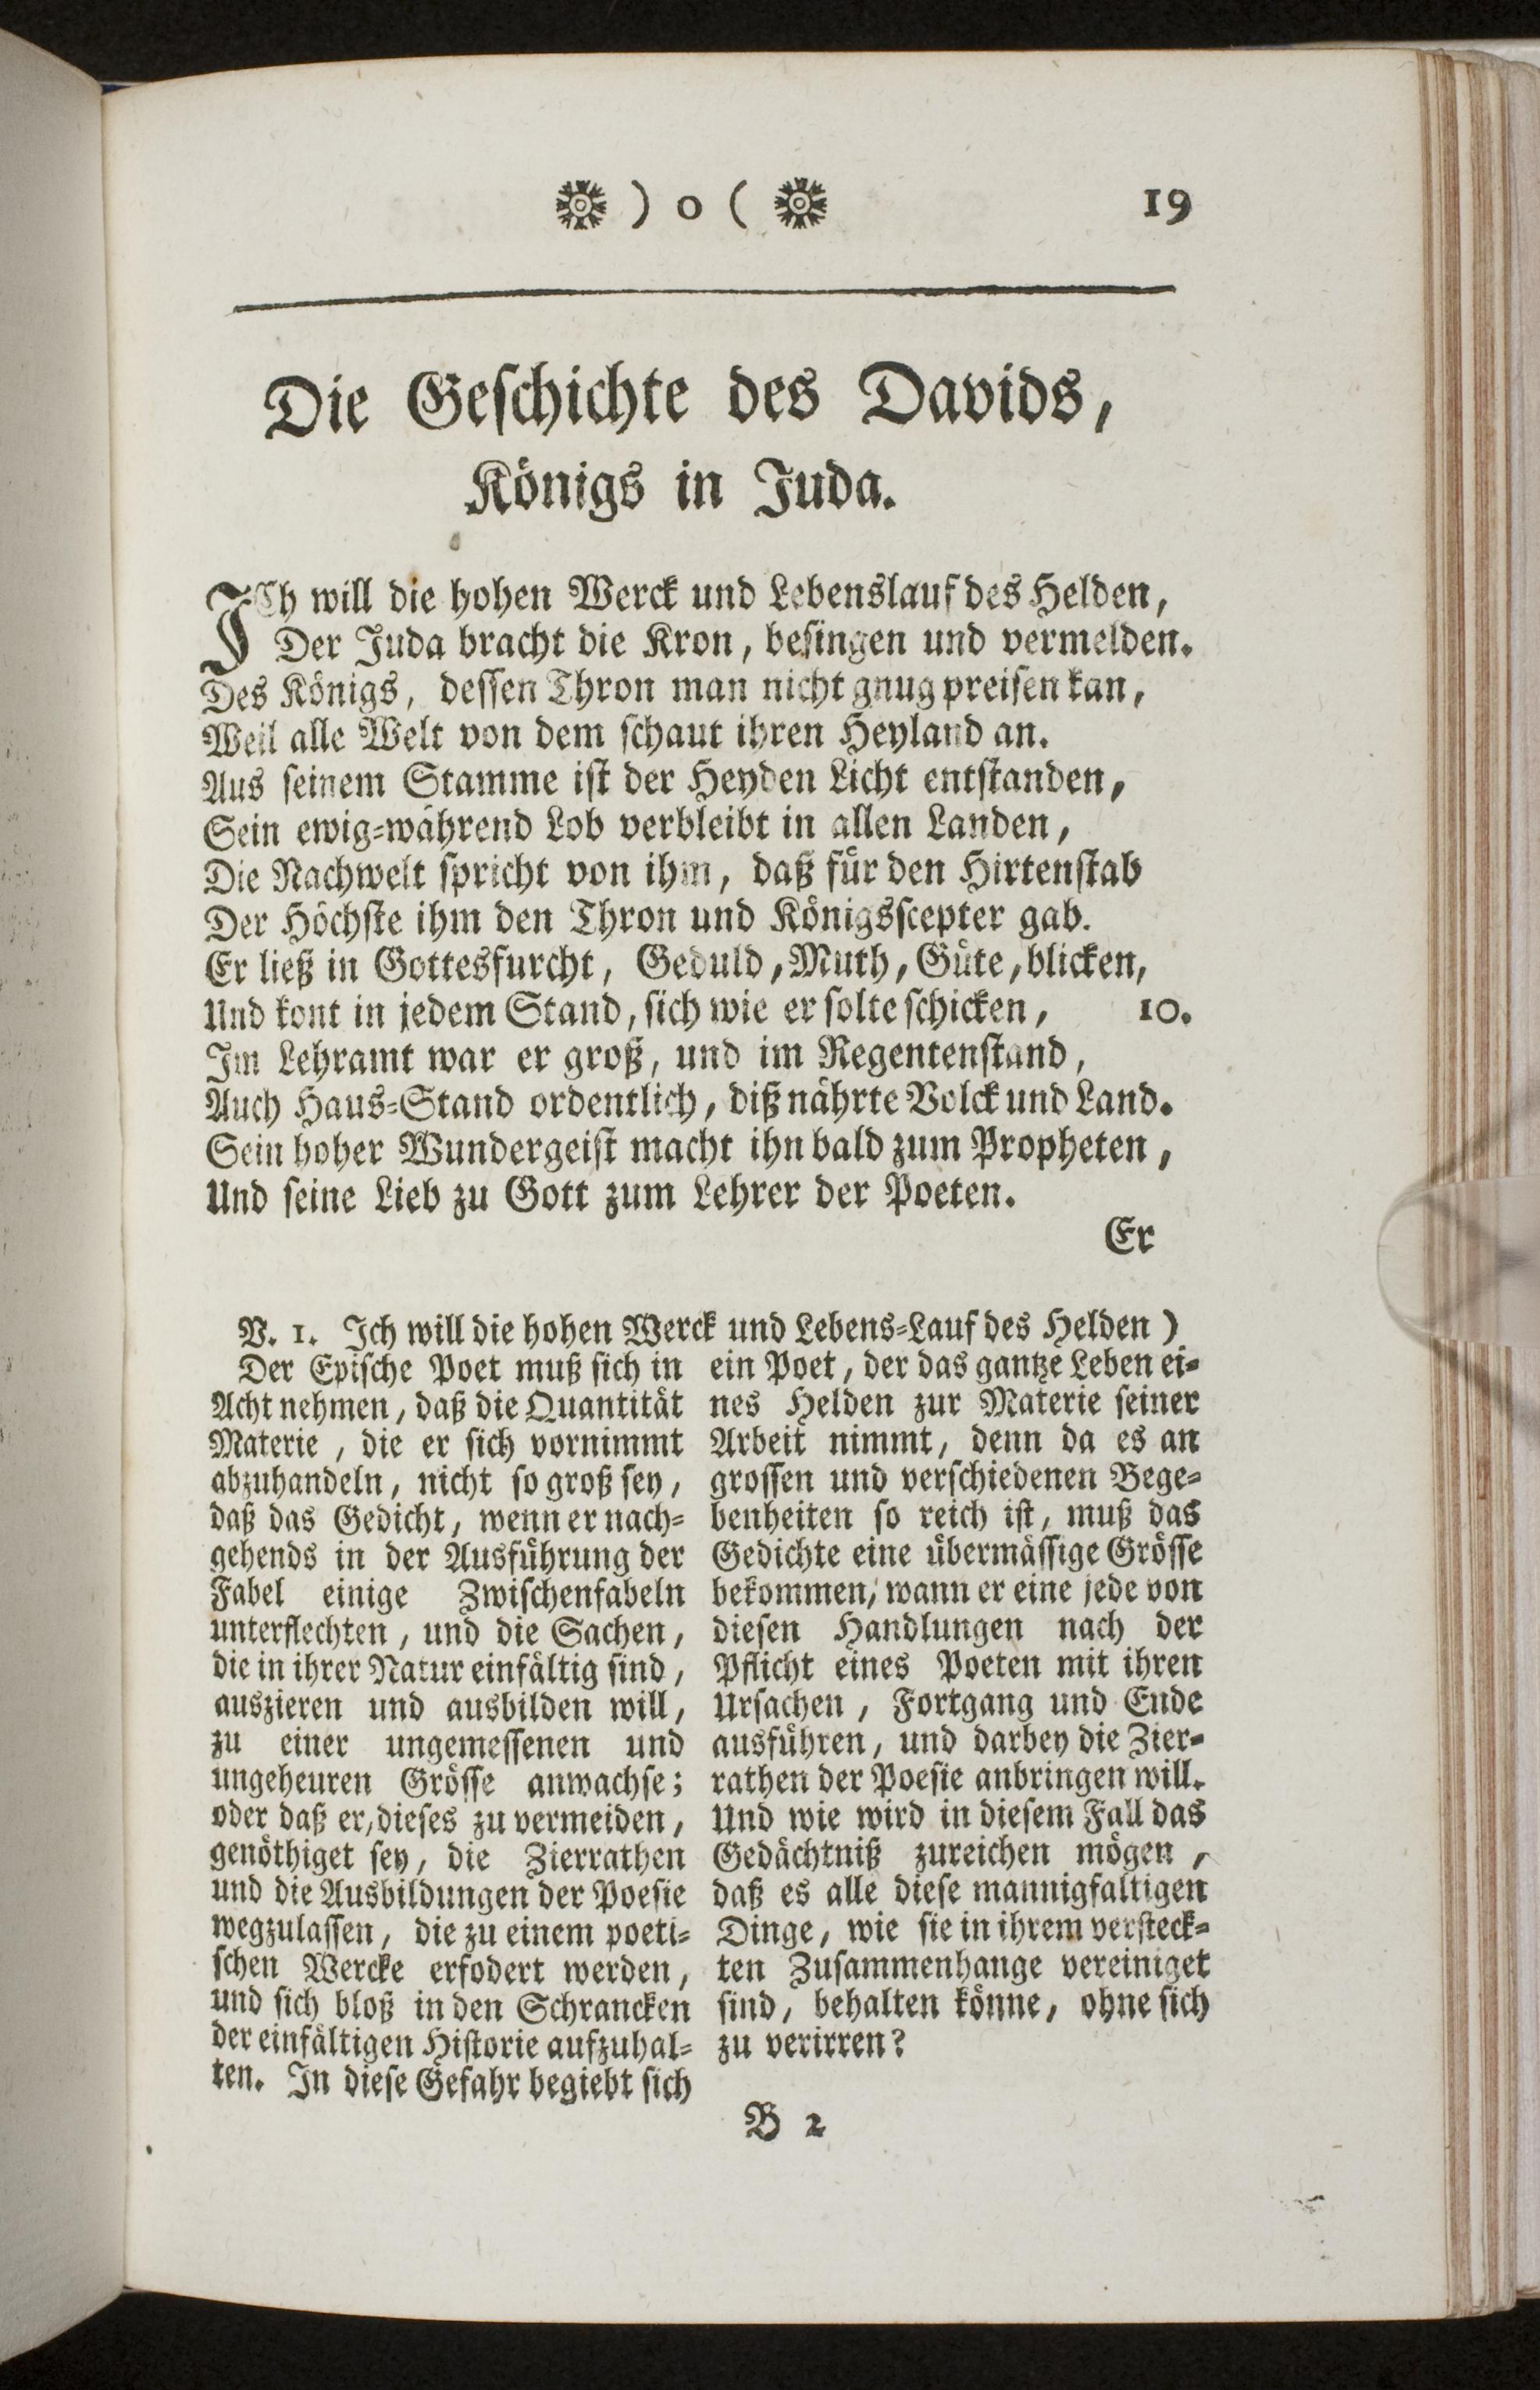 ) o ( 19
Die Geschichte des Davids,
Königs in Juda.
ICh will die hohen Werck und Lebenslauf des Helden,
Der Juda bracht die Kron, besingen und vermelden.
Des Königs, dessen Thron man nicht gnug preisen kan,
Weil alle Welt von dem schaut ihren Heyland an.
Aus seinem Stamme ist der Heyden Licht entstanden,
Sein ewig-während Lob verbleibt in allen Landen,
Die Nachwelt spricht von ihm, daß für den Hirtenstab
Der Höchste ihm den Thron und Königsscepter gab.
Er ließ in Gottesfurcht, Geduld, Muth, Güte, blicken,
Und kont in jedem Stand, sich wie er solte schicken, 10.
Im Lehramt war er groß, und im Regentenstand,
Auch Haus-Stand ordentlich, diß nährte Volck und Land.
Sein hoher Wundergeist macht ihn bald zum Propheten,
Und seine Lieb zu Gott zum Lehrer der Poeten.
Er
V. 1. Ich will die hohen Werck und Lebens-Lauf des Helden)
Der Epische Poet muß sich in
Acht nehmen, daß die Quantität
Materie, die er sich vornimmt
abzuhandeln, nicht so groß sey,
daß das Gedicht, wenn er nach-
gehends in der Ausführung der
Fabel einige Zwischenfabeln
unterflechten, und die Sachen,
die in ihrer Natur einfältig sind,
auszieren und ausbilden will,
zu einer ungemessenen und
ungeheuren Grösse anwachse;
oder daß er, dieses zu vermeiden,
genöthiget sey, die Zierrathen
und die Ausbildungen der Poesie
wegzulassen, die zu einem poeti-
schen Wercke erfodert werden,
und sich bloß in den Schrancken
der einfältigen Historie aufzuhal-
ten. In diese Gefahr begiebt sich
ein Poet, der das gantze Leben ei-
nes Helden zur Materie seiner
Arbeit nimmt, denn da es an
grossen und verschiedenen Bege-
benheiten so reich ist, muß das
Gedichte eine übermässige Grösse
bekommen, wann er eine jede von
diesen Handlungen nach der
Pflicht eines Poeten mit ihren
Ursachen, Fortgang und Ende
ausführen, und darbey die Zier-
rathen der Poesie anbringen will.
Und wie wird in diesem Fall das
Gedächtniß zureichen mögen,
daß es alle diese mannigfaltigen
Dinge, wie sie in ihrem versteck-
ten Zusammenhange vereiniget
sind, behalten könne, ohne sich
zu verirren?
B 2